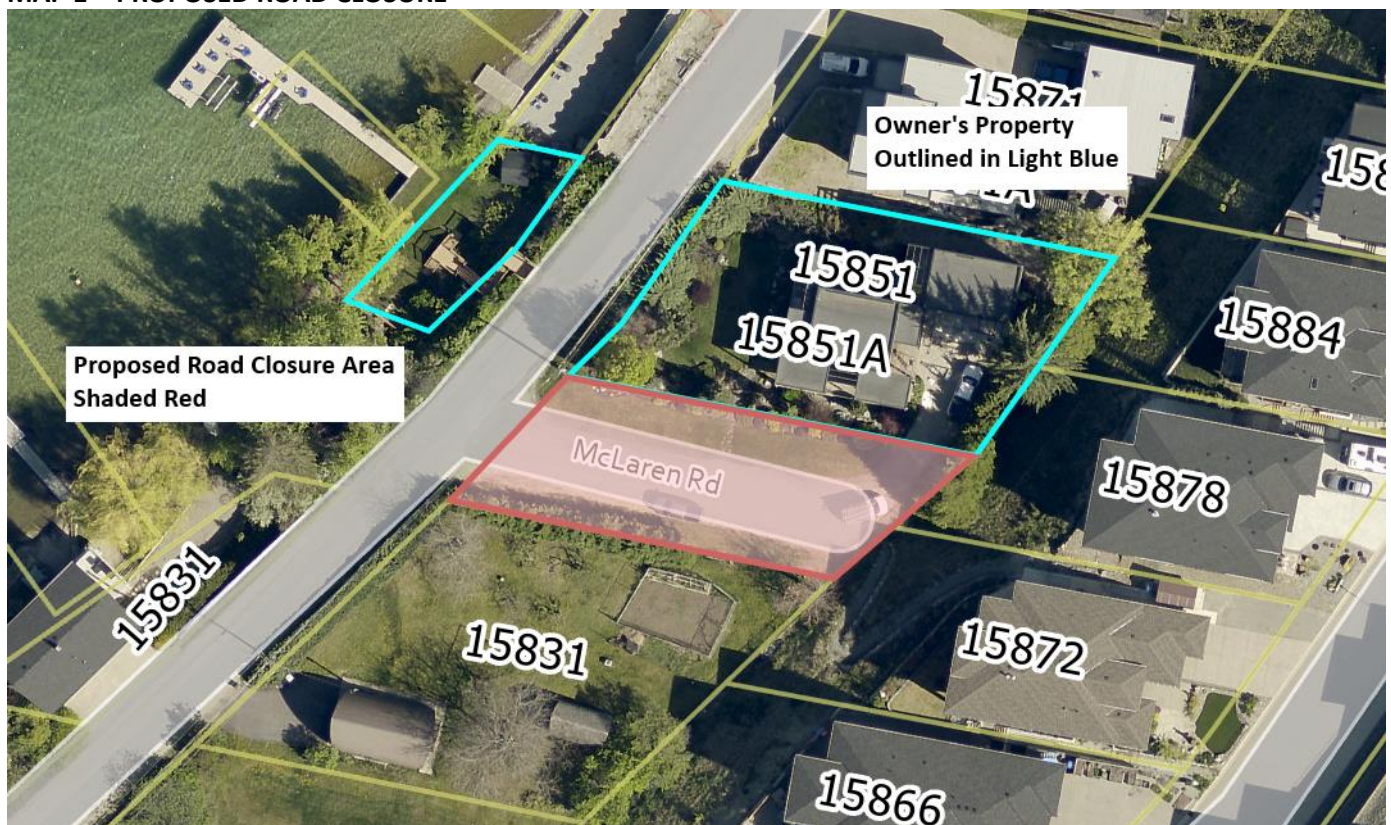 15871
Owner's Property
Outlined in Light Blue
15851
15851A
15884
Proposed Road Closure Area
Shaded Red
McLaren Rd
15878
15831
15831
15872
15866